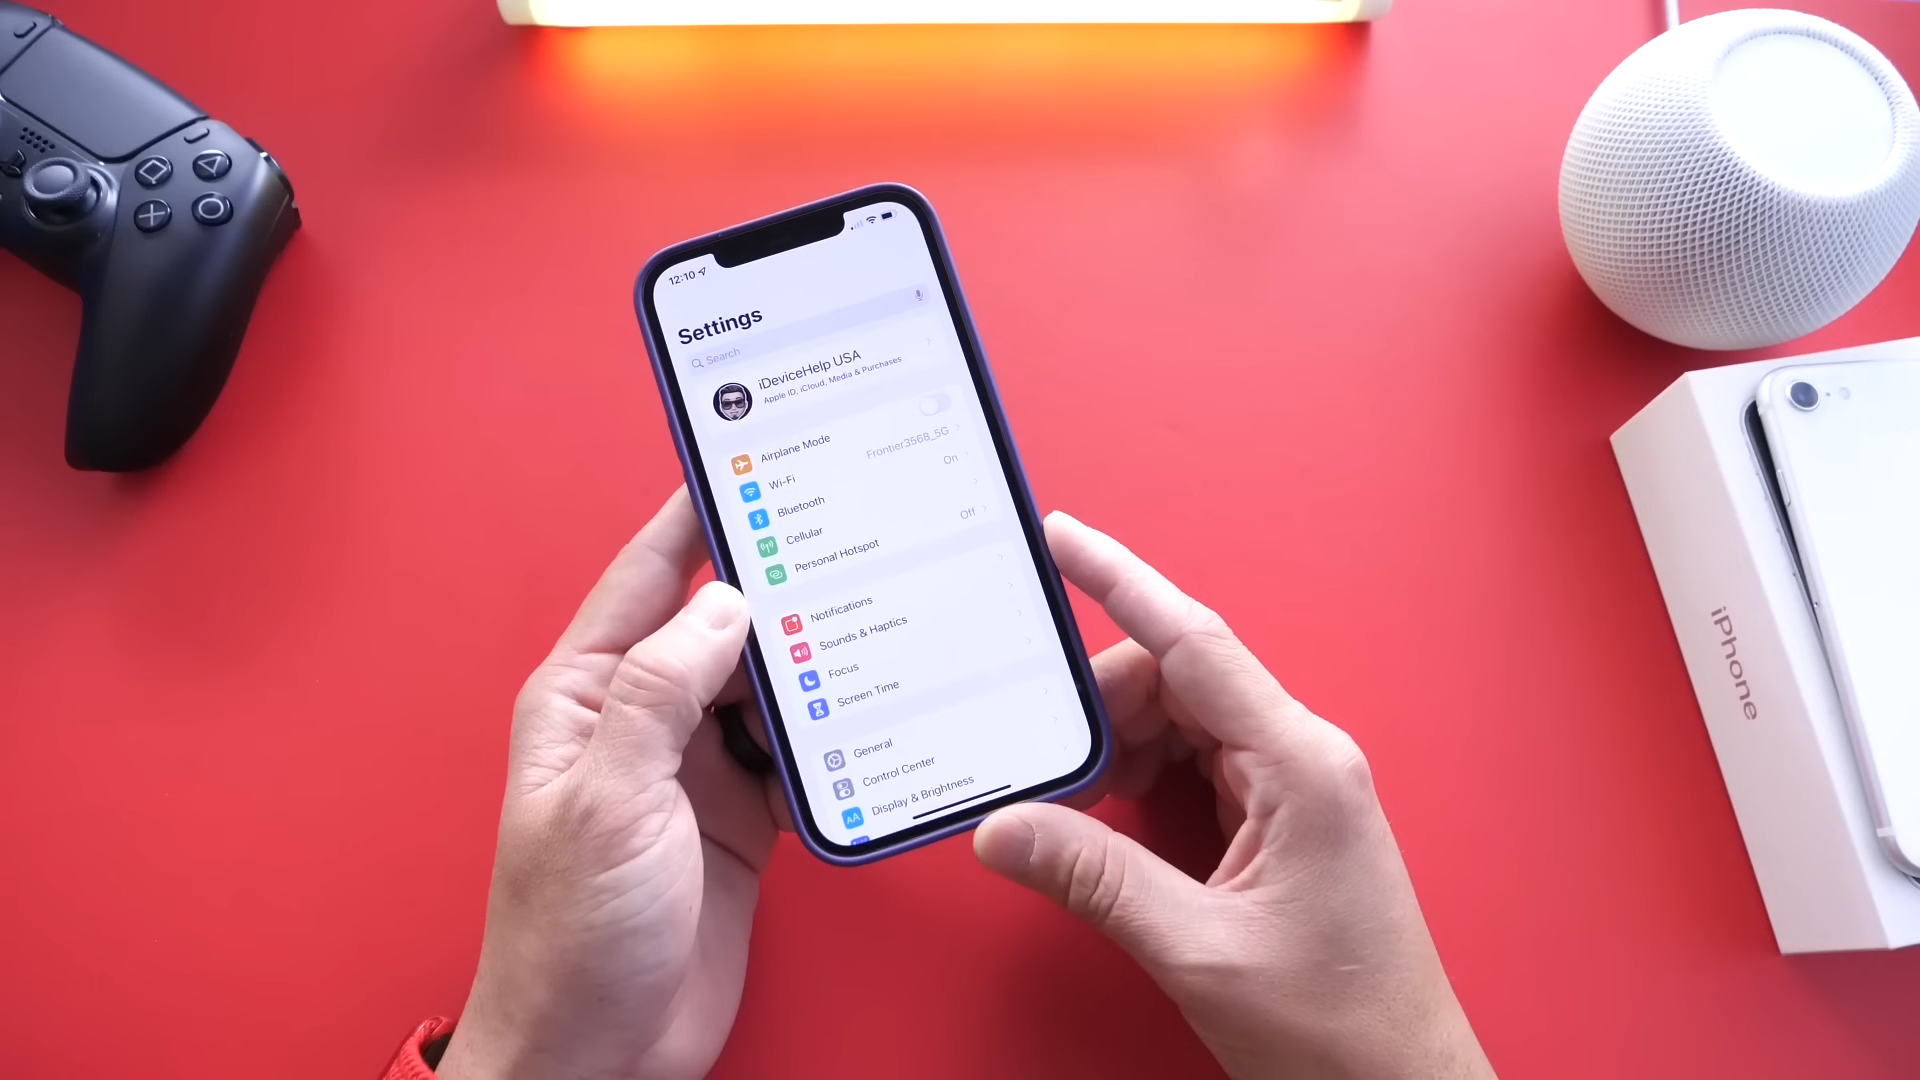 12:10
Settings
Search
iDeviceHelp USA
Apple ID, iCloud, Media & Purchases
Airplane Mode
Wi-Fi Frontier3568_5G
Bluetooth On
Cellular
Personal Hotspot Off
Notifications
Sounds & Haptics
Focus
Screen Time
General
Control Center
AA Display & Brightness
iPhone